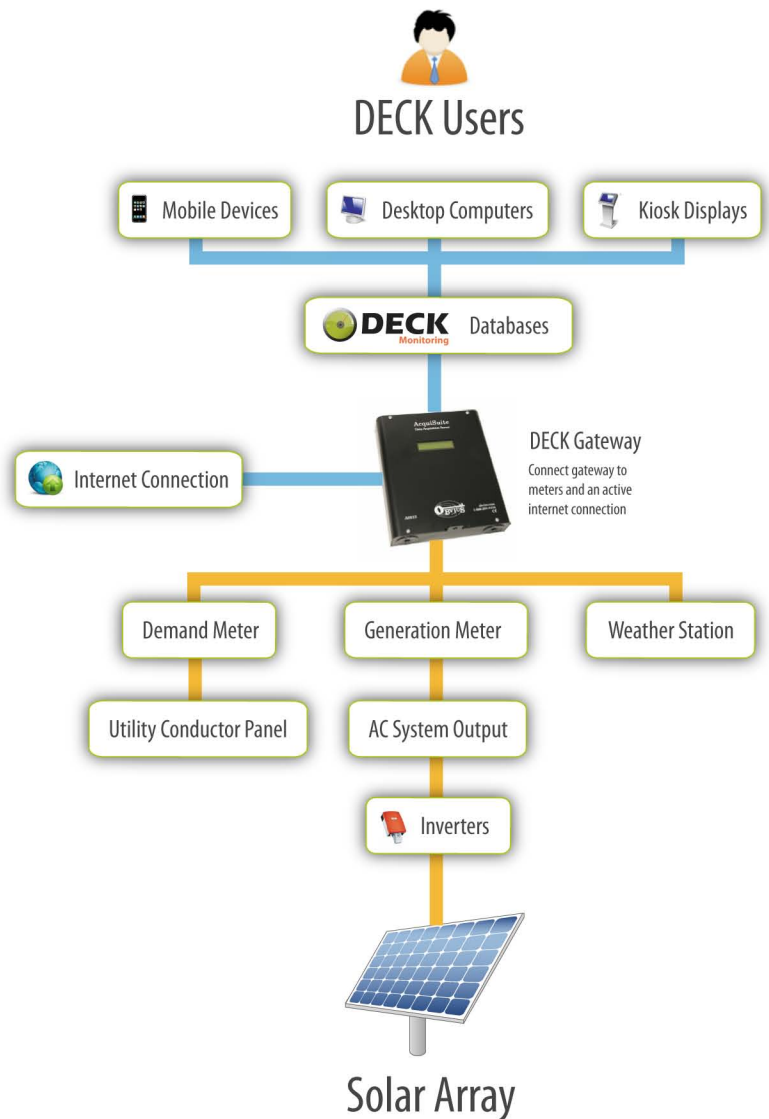 DECK Users
Mobile Devices
Desktop Computers
Kiosk Displays
DECK Databases
Monitoring
AcquiSuite
DECK Gateway
Connect gateway to
meters and an active
internet connection
Internet Connection
Demand Meter
Generation Meter
Weather Station
Utility Conductor Panel
AC System Output
Inverters
Solar Array